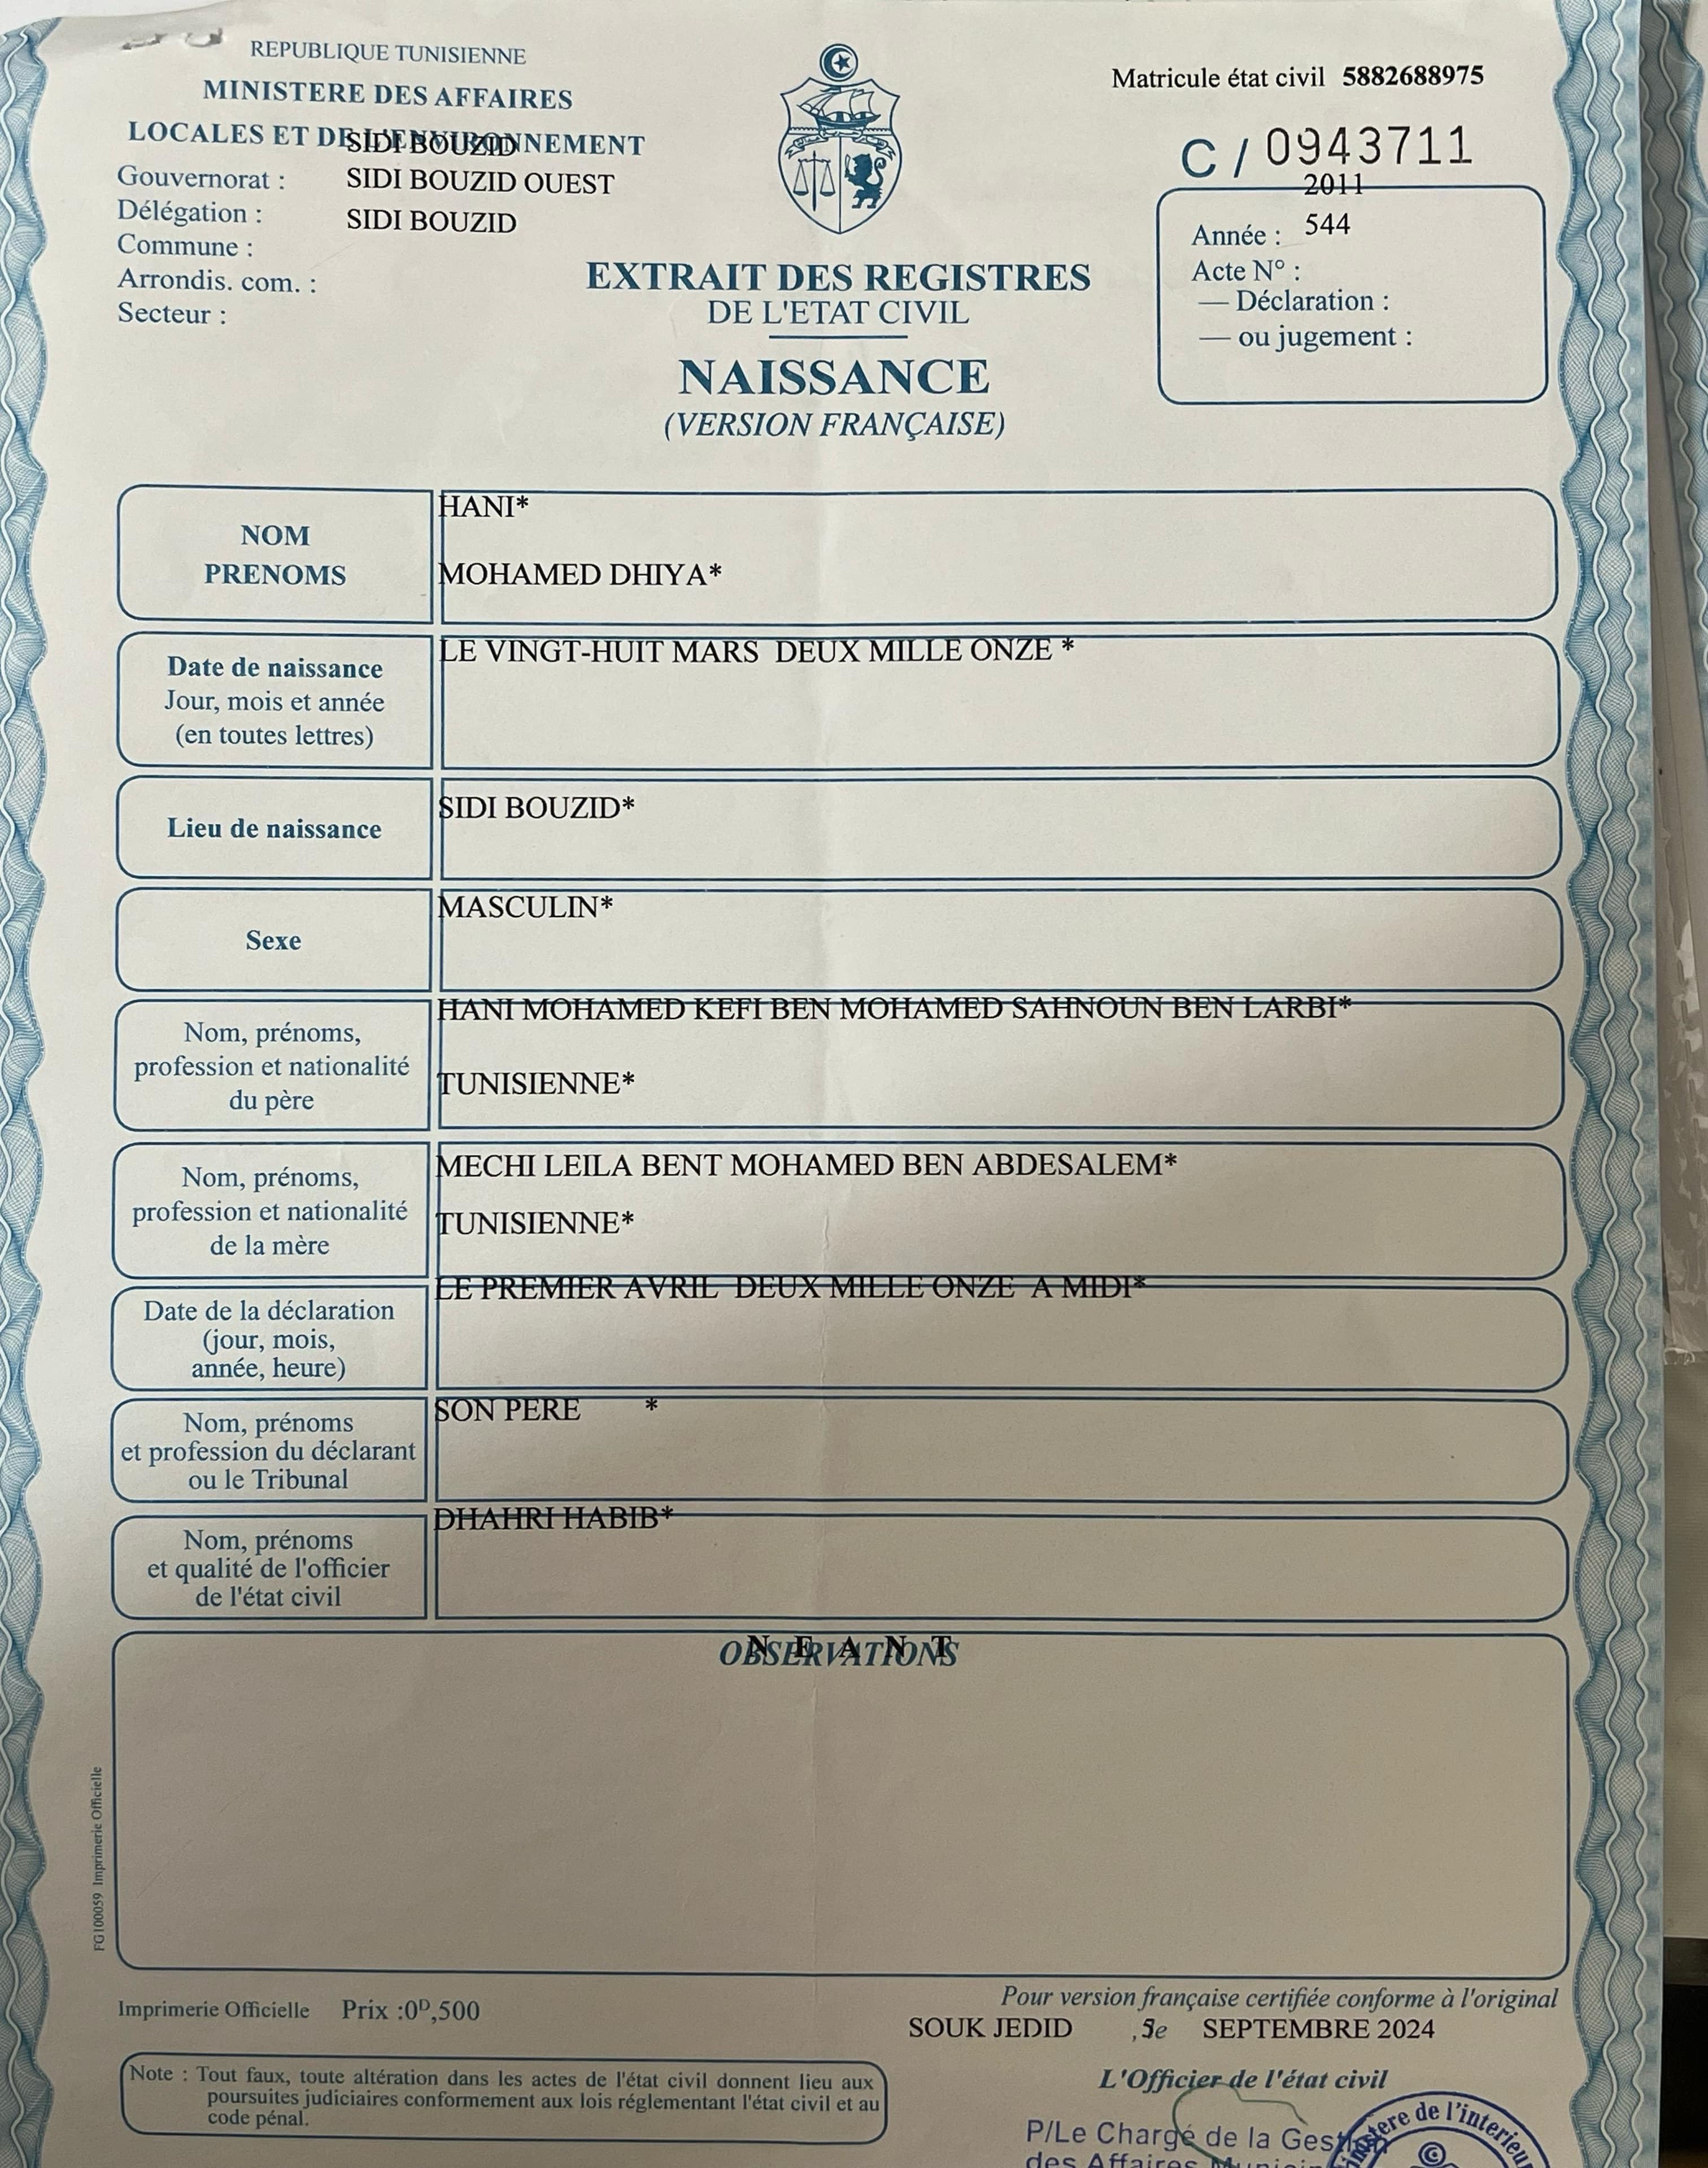 REPUBLIQUE TUNISIENNE
MINISTERE DES AFFAIRES
LOCALES ET DE L'ENVIRONNEMENT
SIDI BOUZID
Gouvernorat : SIDI BOUZID OUEST
Délégation : SIDI BOUZID
Commune :
Arrondis. com. :
Secteur :
Matricule état civil 5882688975
C / 0943711
2011
Année : 544
Acte N° :
— Déclaration :
— ou jugement :
EXTRAIT DES REGISTRES
DE L'ETAT CIVIL
NAISSANCE
(VERSION FRANÇAISE)
NOM
PRENOMS
HANI*
MOHAMED DHIYA*
Date de naissance
Jour, mois et année
(en toutes lettres)
LE VINGT-HUIT MARS DEUX MILLE ONZE *
Lieu de naissance
SIDI BOUZID*
Sexe
MASCULIN*
Nom, prénoms,
profession et nationalité
du père
HANI MOHAMED KEFI BEN MOHAMED SAHNOUN BEN LARBI*
TUNISIENNE*
Nom, prénoms,
profession et nationalité
de la mère
MECHI LEILA BENT MOHAMED BEN ABDESALEM*
TUNISIENNE*
Date de la déclaration
(jour, mois,
année, heure)
LE PREMIER AVRIL DEUX MILLE ONZE A MIDI*
Nom, prénoms
et profession du déclarant
ou le Tribunal
SON PERE *
Nom, prénoms
et qualité de l'officier
de l'état civil
DHAHRI HABIB*
OBSERVATIONS
N E A N T
FG100059 Imprimerie Officielle
Imprimerie Officielle Prix :0ᴰ,500
Pour version française certifiée conforme à l'original
SOUK JEDID , SEPTEMBRE 2024
Note : Tout faux, toute altération dans les actes de l'état civil donnent lieu aux
poursuites judiciaires conformement aux lois réglementant l'état civil et au
code pénal.
L'Officier de l'état civil
P/Le Chargé de la Gestion
des Affaires
de l'interieur